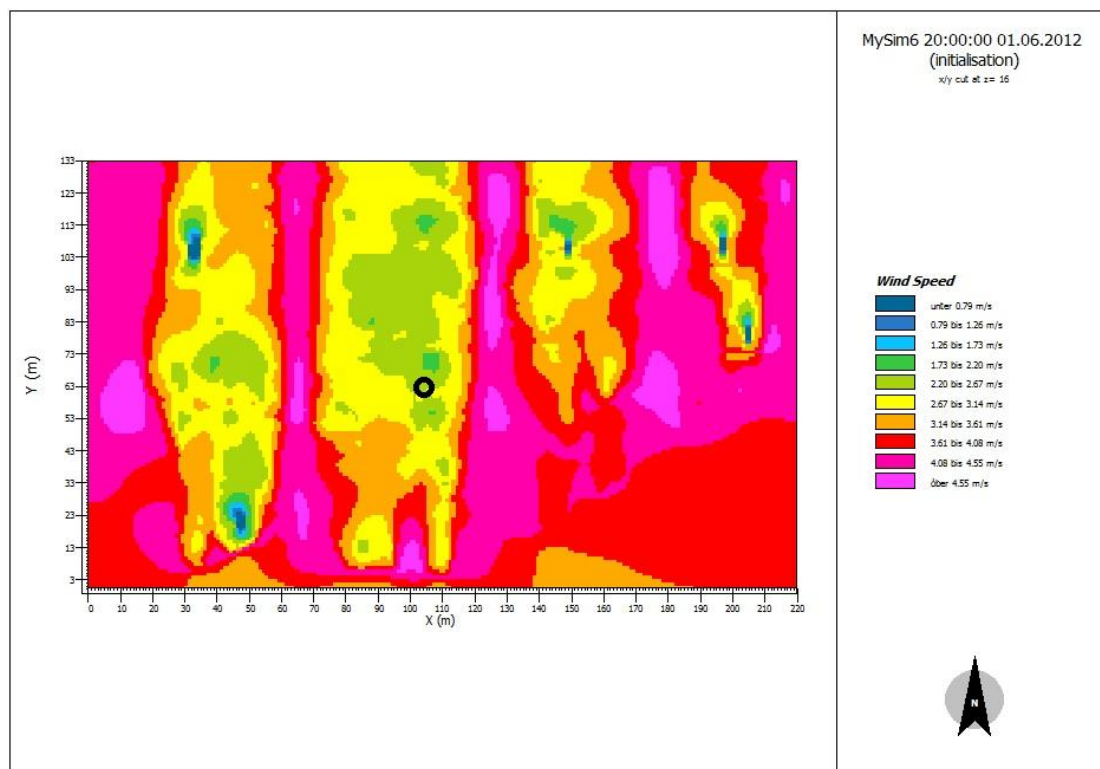 MySim6 20:00:00 01.06.2012
(initialisation)
x/y cut at z= 16
133
123
113
103
93
83
73
63
53
43
33
23
13
3
Y (m)
0 10 20 30 40 50 60 70 80 90 100 110 120 130 140 150 160 170 180 190 200 210 220
X (m)
Wind Speed
unter 0.79 m/s
0.79 bis 1.26 m/s
1.26 bis 1.73 m/s
1.73 bis 2.20 m/s
2.20 bis 2.67 m/s
2.67 bis 3.14 m/s
3.14 bis 3.61 m/s
3.61 bis 4.08 m/s
4.08 bis 4.55 m/s
õber 4.55 m/s
N